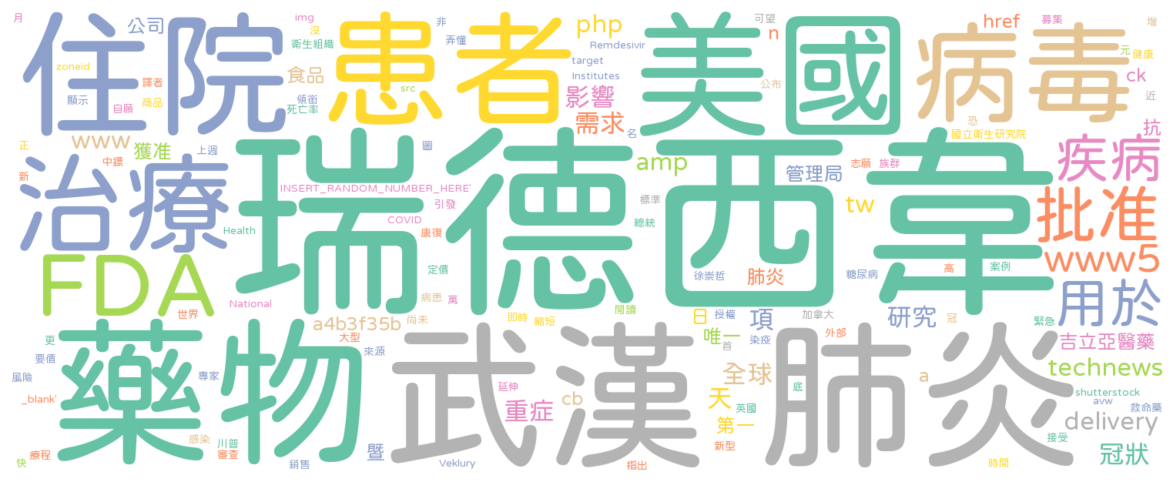 月
住院
公司
img
沒
衛生組織
患者
非
弄懂
php
Remdesivir
target
Institutes
美國
n
href
募集
可望
病毒
增
元
健康
zoneid
譯者
顯示
自願
商品
食品
傾銷
死亡率
src
影響
需求
名
公布
恐
國立衛生研究院
ck
近
抗
www
正
新
中鏢
獲准
上週
圖
amp
管理局
志願
族群
疾病
治療
瑞德西韋
INSERT_RANDOM_NUMBER_HERE'
引發
COVID
康復
標準
總統
tw
批准
Health
定價
徐崇哲
肺炎
糖尿病
高
案例
www5
FDA
National
世界
病患
萬
即時
縮短
閱讀
日
授權
項
加拿大
研究
冠
用於
緊急
a4b3f35b
尚未
大型
唯一
首
染疫
外部
吉立亞醫藥
更
要價
風險
_blank'
專家
來源
藥物
武漢
肺炎
延伸
重症
cb
全球
天
英國
第一
底
a
technews
shutterstock
avw
救命藥
delivery
感染
川普
審查
暨
新型
接受
冠狀
快
療程
銷售
Veklury
指出
時間